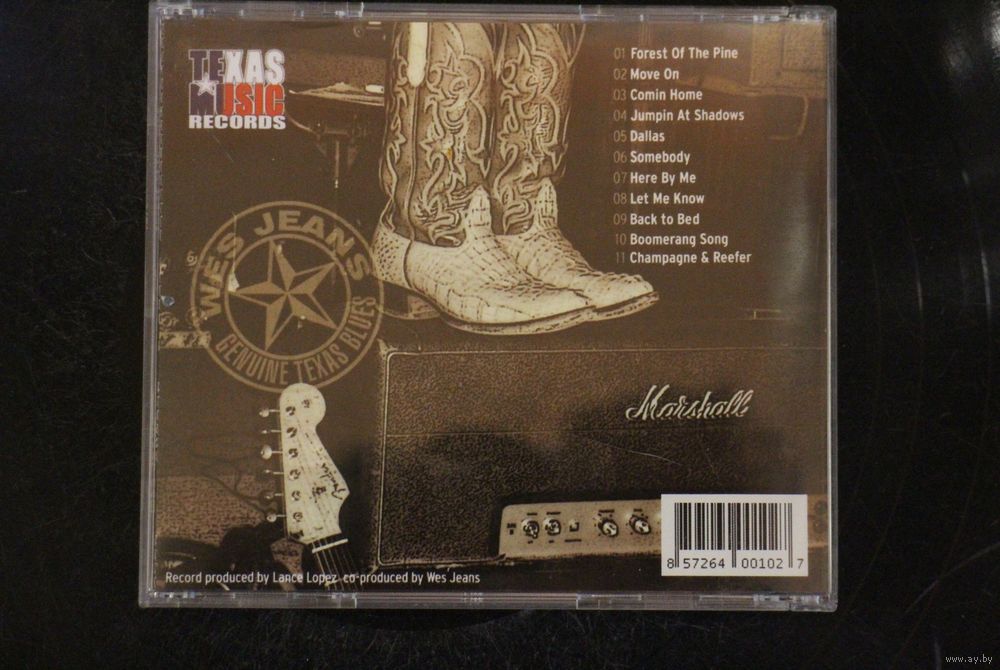 TEXAS
MUSIC
RECORDS
01 Forest Of The Pine
02 Move On
03 Comin Home
04 Jumpin At Shadows
05 Dallas
06 Somebody
07 Here By Me
08 Let Me Know
09 Back to Bed
10 Boomerang Song
11 Champagne & Reefer
WES JEANS
GENUINE TEXAS BLUES
Marshall
Fender
8 57264 00102 7
Record produced by Lance Lopez, co-produced by Wes Jeans
www.ay.by